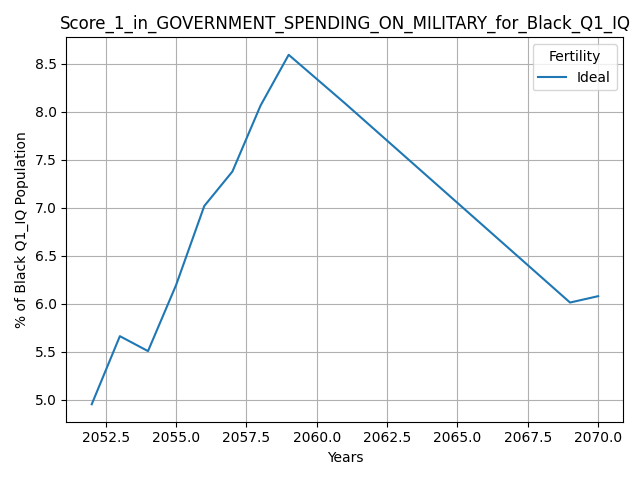 Score_1_in_GOVERNMENT_SPENDING_ON_MILITARY_for_Black_Q1_IQ
Fertility
Ideal
8.5
8.0
7.5
7.0
6.5
6.0
5.5
5.0
% of Black Q1_IQ Population
2052.5 2055.0 2057.5 2060.0 2062.5 2065.0 2067.5 2070.0
Years